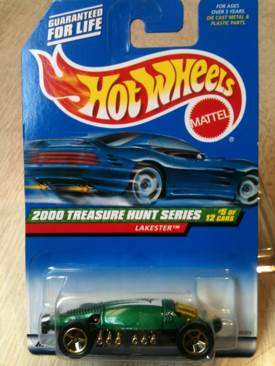 GUARANTEED
FOR LIFE
FOR AGES
OVER 3 YEARS.
DIE CAST METAL &
PLASTIC PARTS.
Hot Wheels
MATTEL
2000 TREASURE HUNT SERIES
#6 OF
12 CARS
LAKESTER™